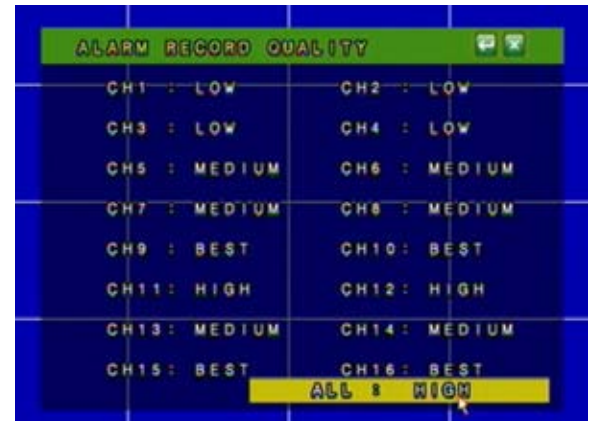 ALARM RECORD QUALITY
CH1 : LOW CH2 : LOW
CH3 : LOW CH4 : LOW
CH5 : MEDIUM CH6 : MEDIUM
CH7 : MEDIUM CH8 : MEDIUM
CH9 : BEST CH10: BEST
CH11: HIGH CH12: HIGH
CH13: MEDIUM CH14: MEDIUM
CH15: BEST CH16: BEST
ALL : HIGH